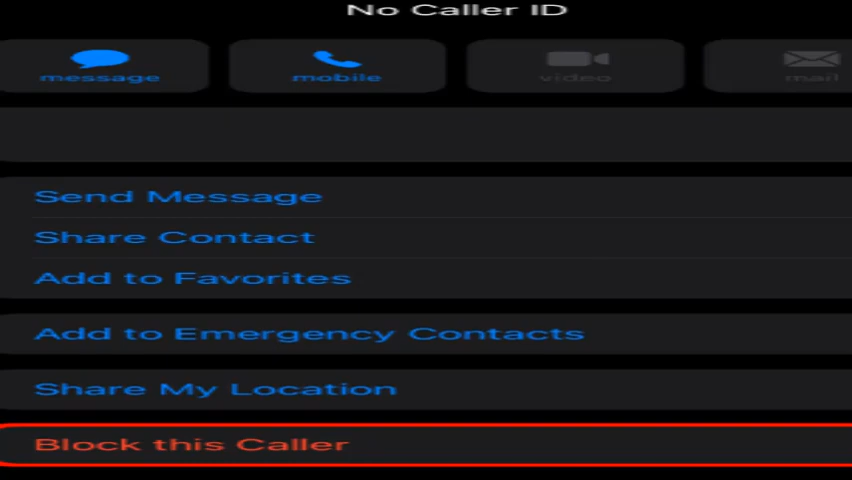 No Caller ID
message mobile video mail
Send Message
Share Contact
Add to Favorites
Add to Emergency Contacts
Share My Location
Block this Caller